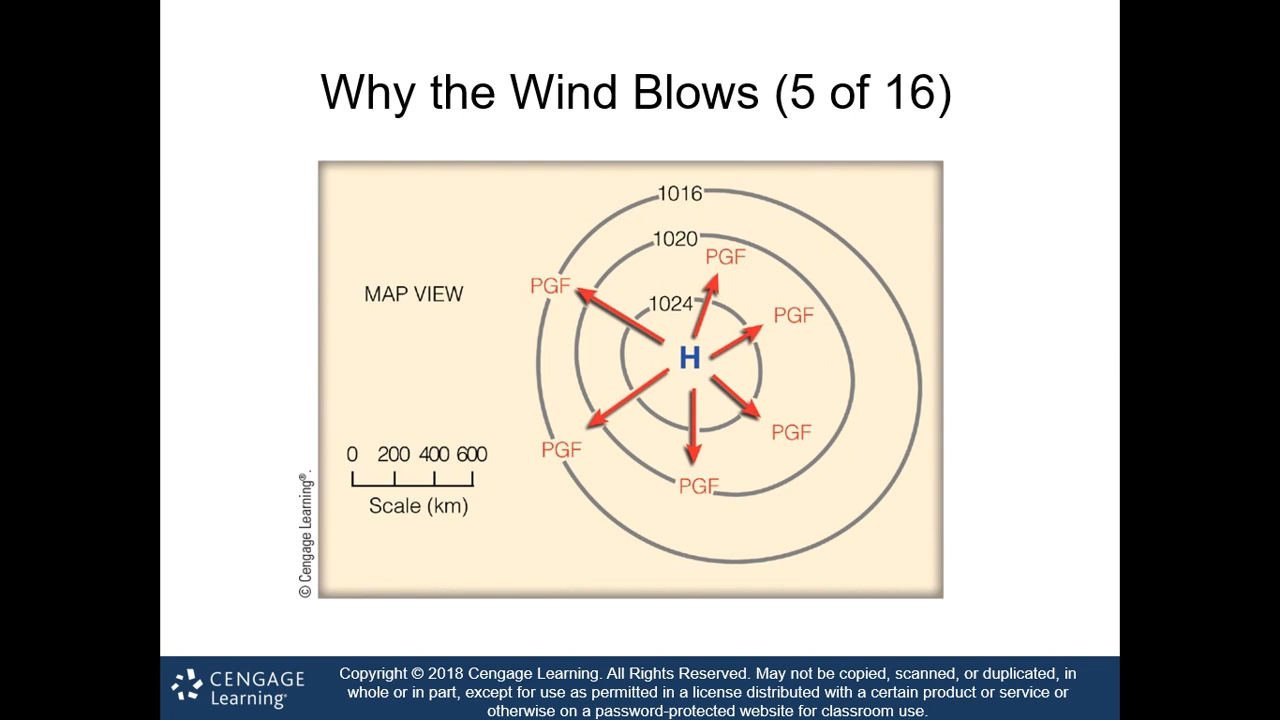 Why the Wind Blows (5 of 16)
1016
1020
PGF
PGF
MAP VIEW
1024
PGF
H
PGF
PGF
0 200 400 600
Scale (km)
PGF
© Cengage Learning®.
CENGAGE
Learning®
Copyright © 2018 Cengage Learning. All Rights Reserved. May not be copied, scanned, or duplicated, in
whole or in part, except for use as permitted in a license distributed with a certain product or service or
otherwise on a password-protected website for classroom use.